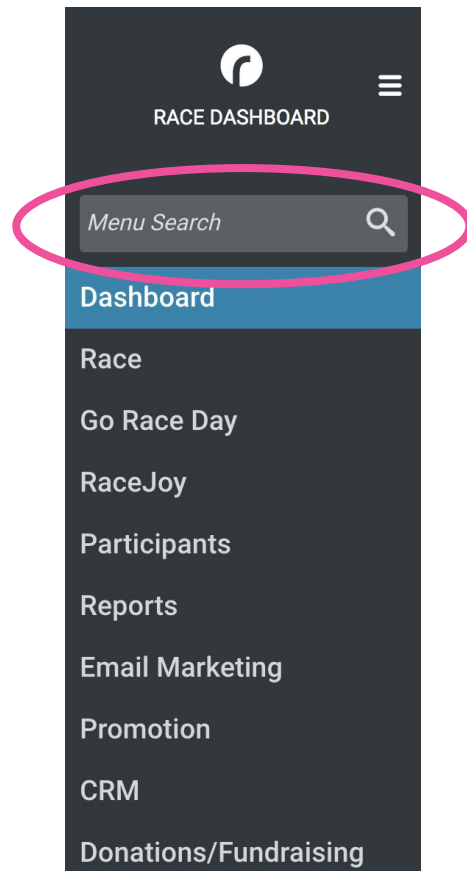 RACE DASHBOARD
Menu Search
Dashboard
Race
Go Race Day
RaceJoy
Participants
Reports
Email Marketing
Promotion
CRM
Donations/Fundraising